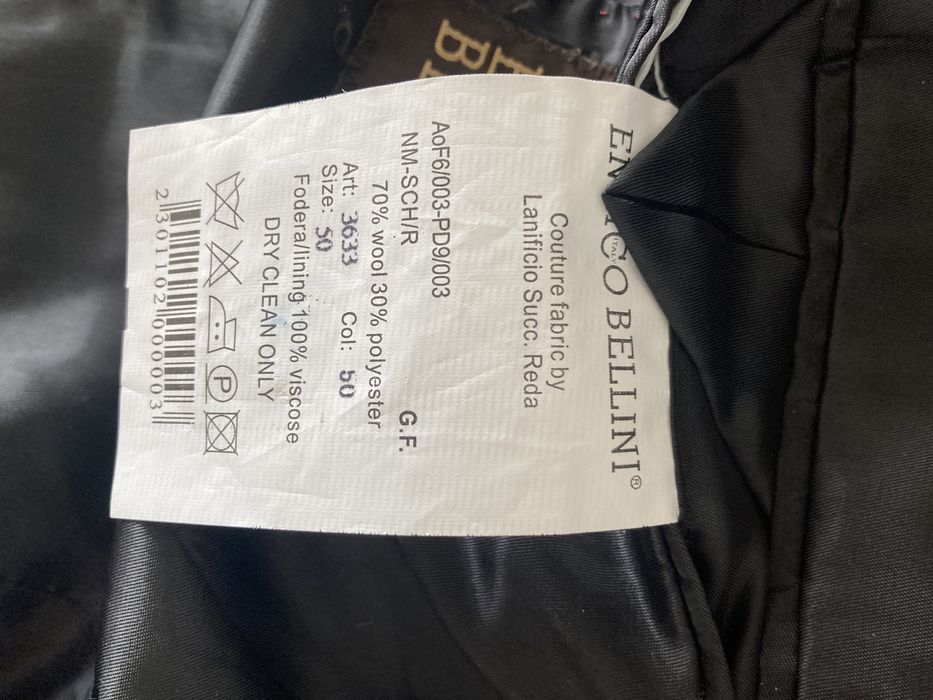 BELLINI®
ITALY
Couture fabric by
Lanificio Succ. Reda
G.F.
AoF6/003-PD9/003
NM-SCH/R
70% wool 30% polyester
Art: 3633 Col: 50
Size: 50
Fodera/lining 100% viscose
DRY CLEAN ONLY
P
2301102000003